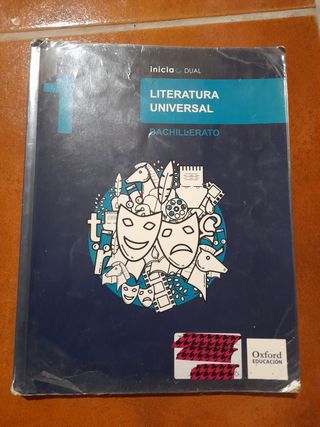 inicia DUAL
1
LITERATURA
UNIVERSAL
BACHILLERATO
Oxford
EDUCACIÓN